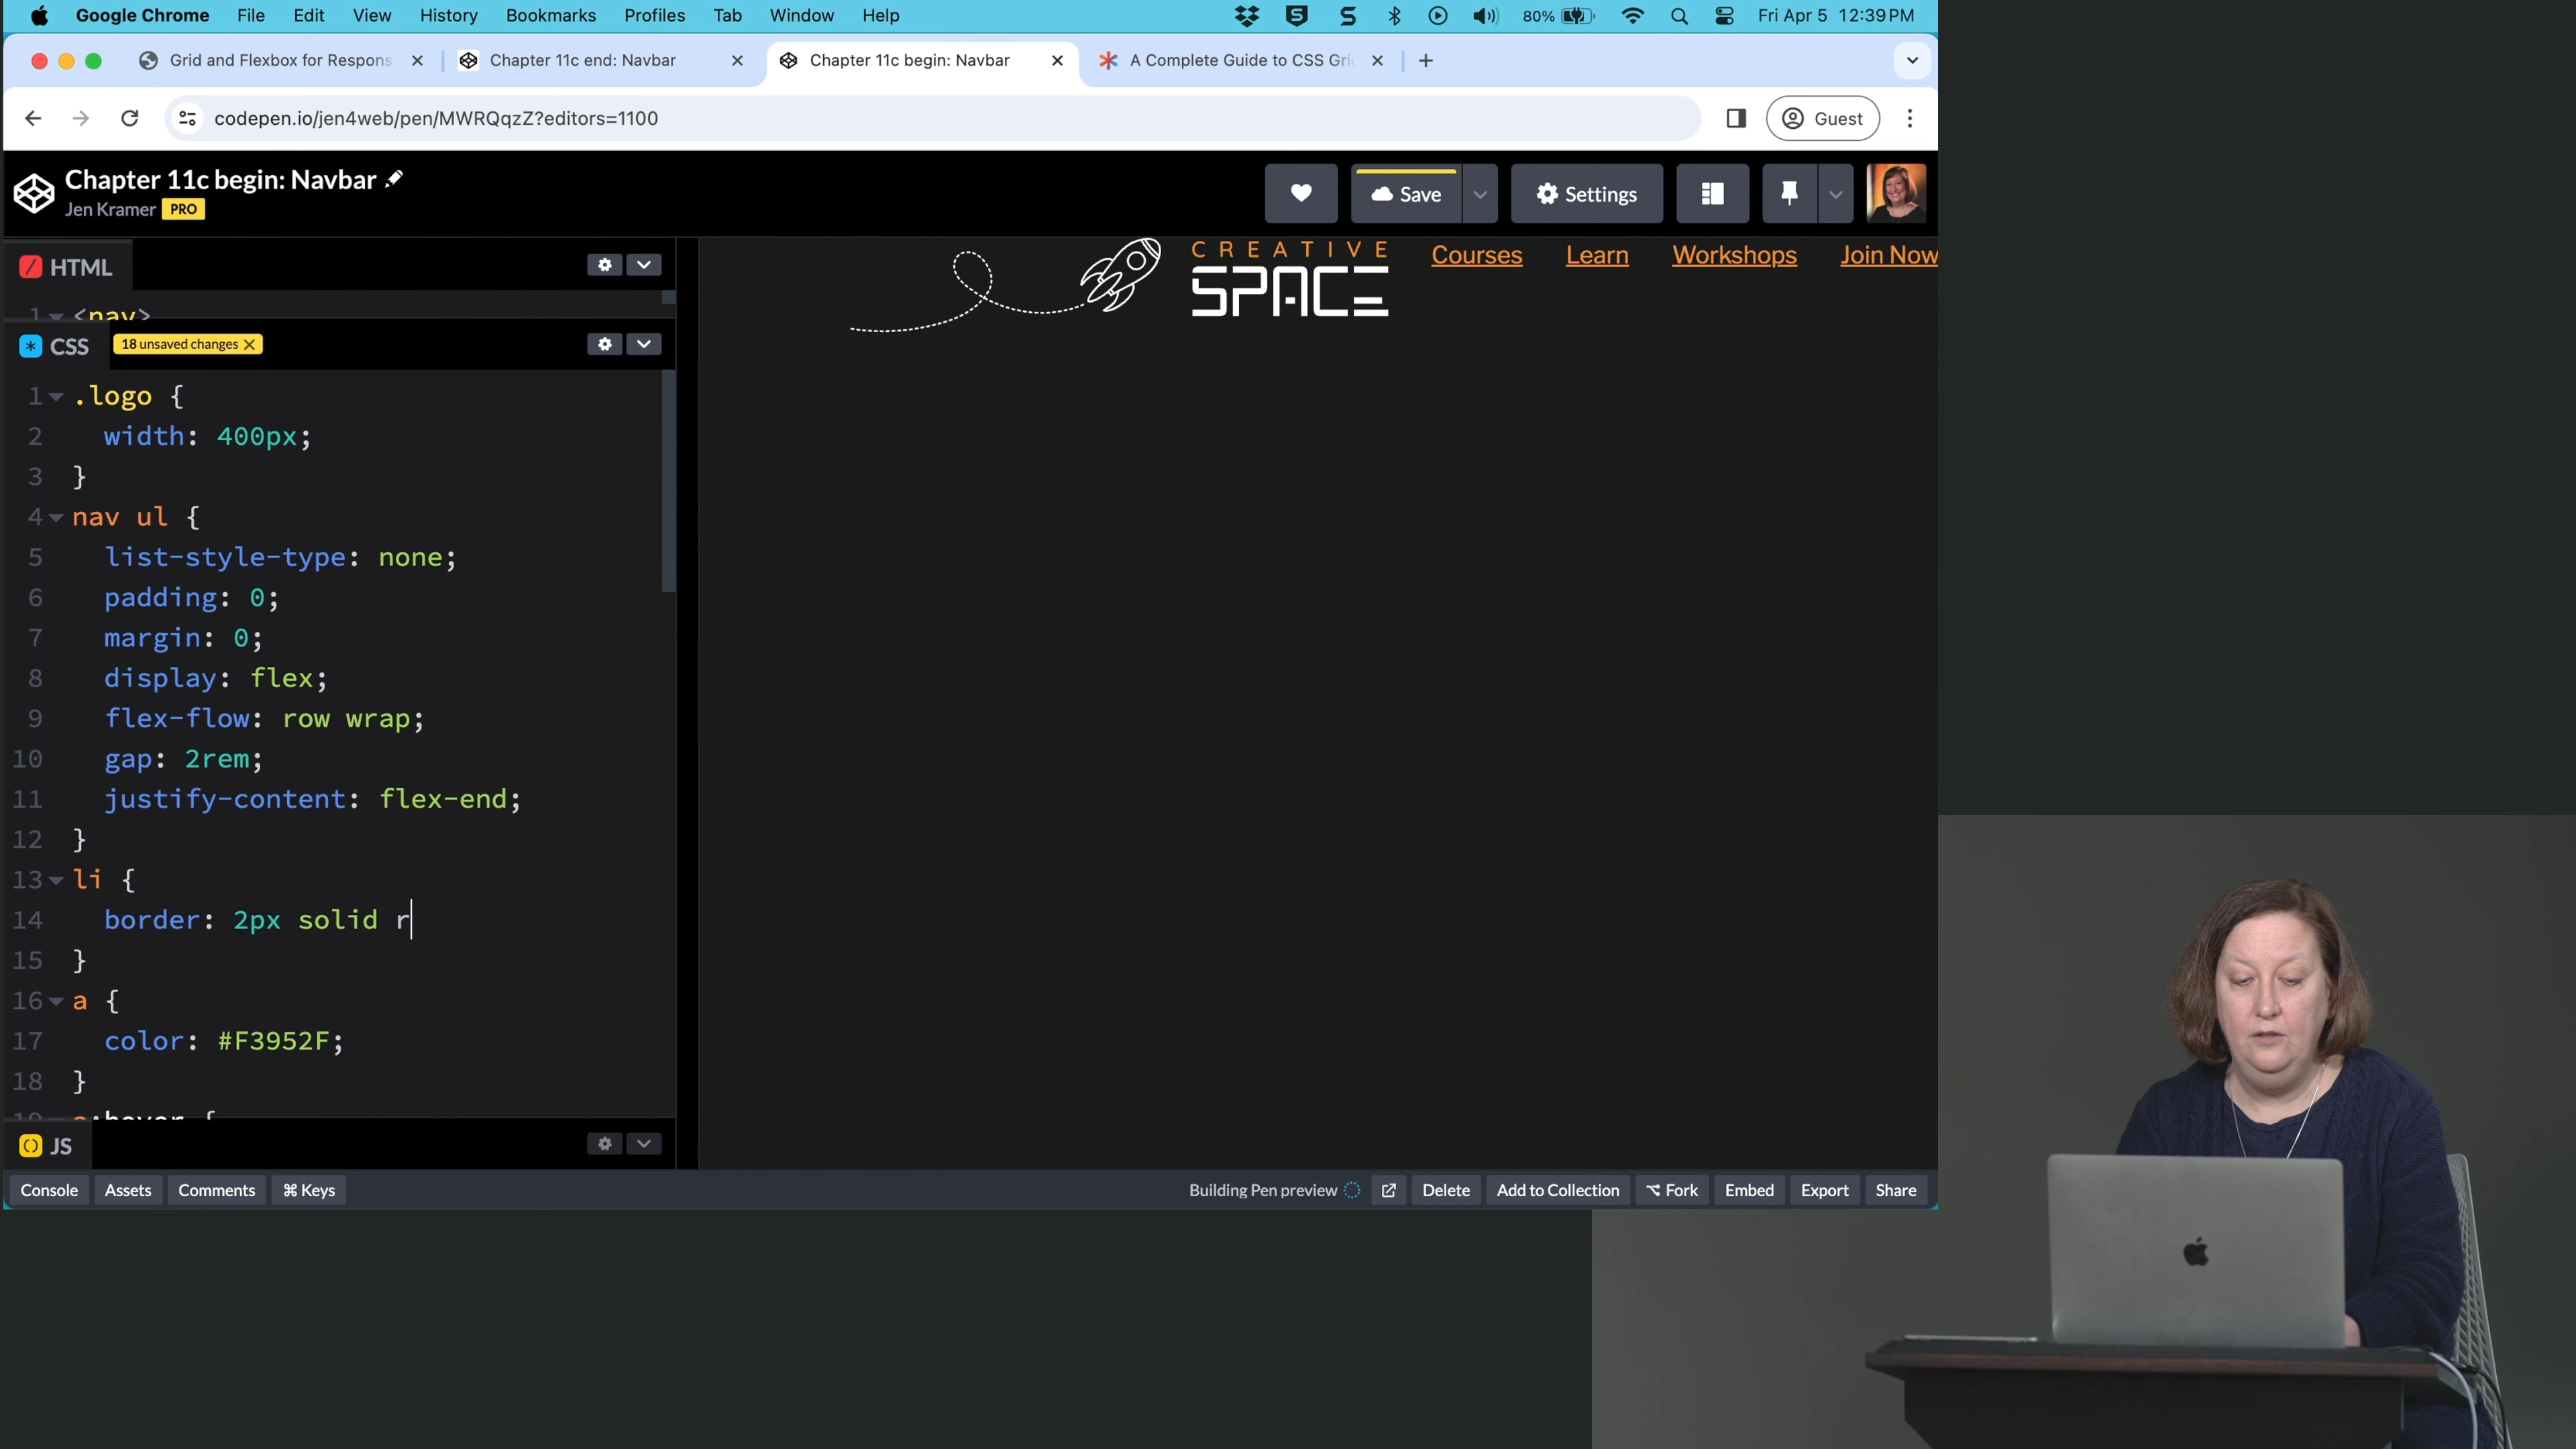 Google Chrome File Edit View History Bookmarks Profiles Tab Window Help 80% Fri Apr 5 12:39 PM
Grid and Flexbox for Respons Chapter 11c end: Navbar Chapter 11c begin: Navbar A Complete Guide to CSS Gri
codepen.io/jen4web/pen/MWRQqzZ?editors=1100 Guest
Chapter 11c begin: Navbar
Jen Kramer PRO
Save Settings
HTML
1 <nav>
CSS 18 unsaved changes
1 .logo {
2 width: 400px;
3 }
4 nav ul {
5 list-style-type: none;
6 padding: 0;
7 margin: 0;
8 display: flex;
9 flex-flow: row wrap;
10 gap: 2rem;
11 justify-content: flex-end;
12 }
13 li {
14 border: 2px solid r
15 }
16 a {
17 color: #F3952F;
18 }
19 a:hover {
JS
CREATIVE
SPACE
Courses Learn Workshops Join Now
Console Assets Comments ⌘ Keys Building Pen preview Delete Add to Collection Fork Embed Export Share